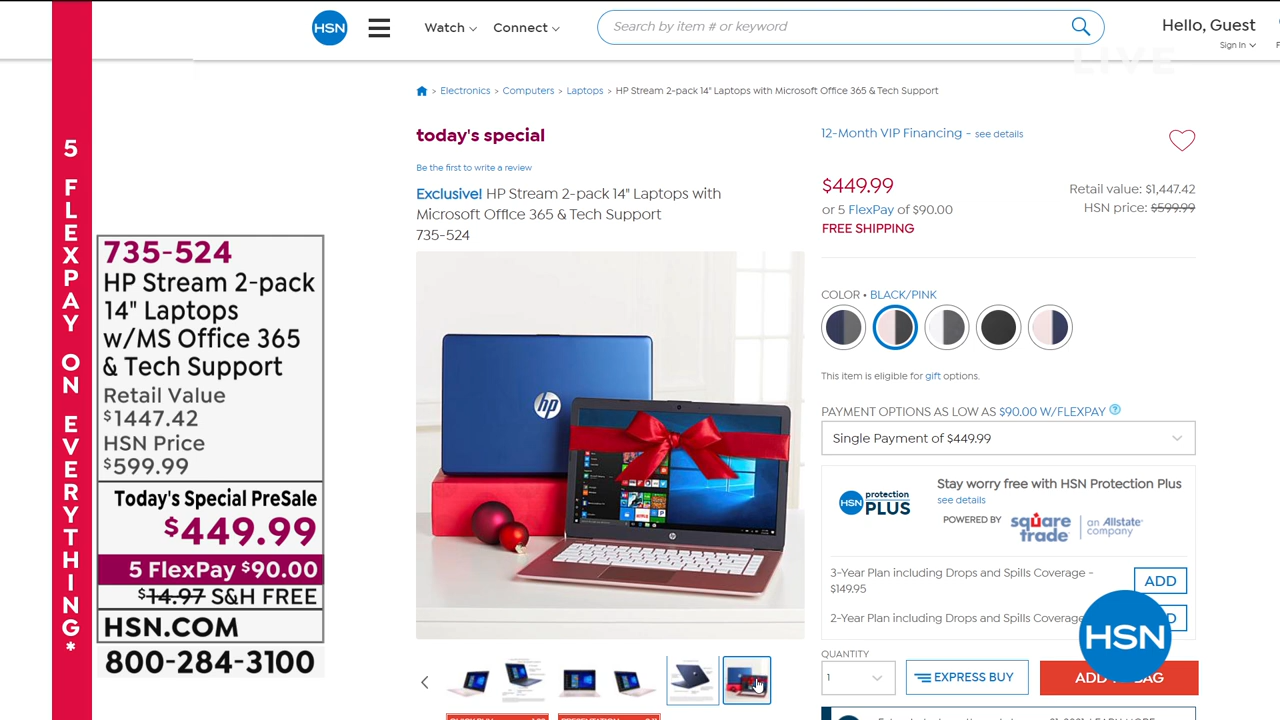 HSN
Watch
Connect
Search by item # or keyword
Hello, Guest
Sign In
LIVE
Electronics > Computers > Laptops > HP Stream 2-pack 14" Laptops with Microsoft Office 365 & Tech Support
5 FLEXPAY ON EVERYTHING*
735-524
HP Stream 2-pack
14" Laptops
w/MS Office 365
& Tech Support
Retail Value
$1447.42
HSN Price
$599.99
Today's Special PreSale
$449.99
5 FlexPay $90.00
$14.97 S&H FREE
HSN.COM
800-284-3100
today's special
Be the first to write a review
Exclusive! HP Stream 2-pack 14" Laptops with
Microsoft Office 365 & Tech Support
735-524
hp
12-Month VIP Financing - see details
$449.99
or 5 FlexPay of $90.00
FREE SHIPPING
Retail value: $1,447.42
HSN price: $599.99
COLOR • BLACK/PINK
This item is eligible for gift options.
PAYMENT OPTIONS AS LOW AS $90.00 W/FLEXPAY ?
Single Payment of $449.99
HSN protection PLUS
Stay worry free with HSN Protection Plus
see details
POWERED BY
square trade
an Allstate company
3-Year Plan including Drops and Spills Coverage -
$149.95
ADD
2-Year Plan including Drops and Spills Coverage
HSN
QUANTITY
1
EXPRESS BUY